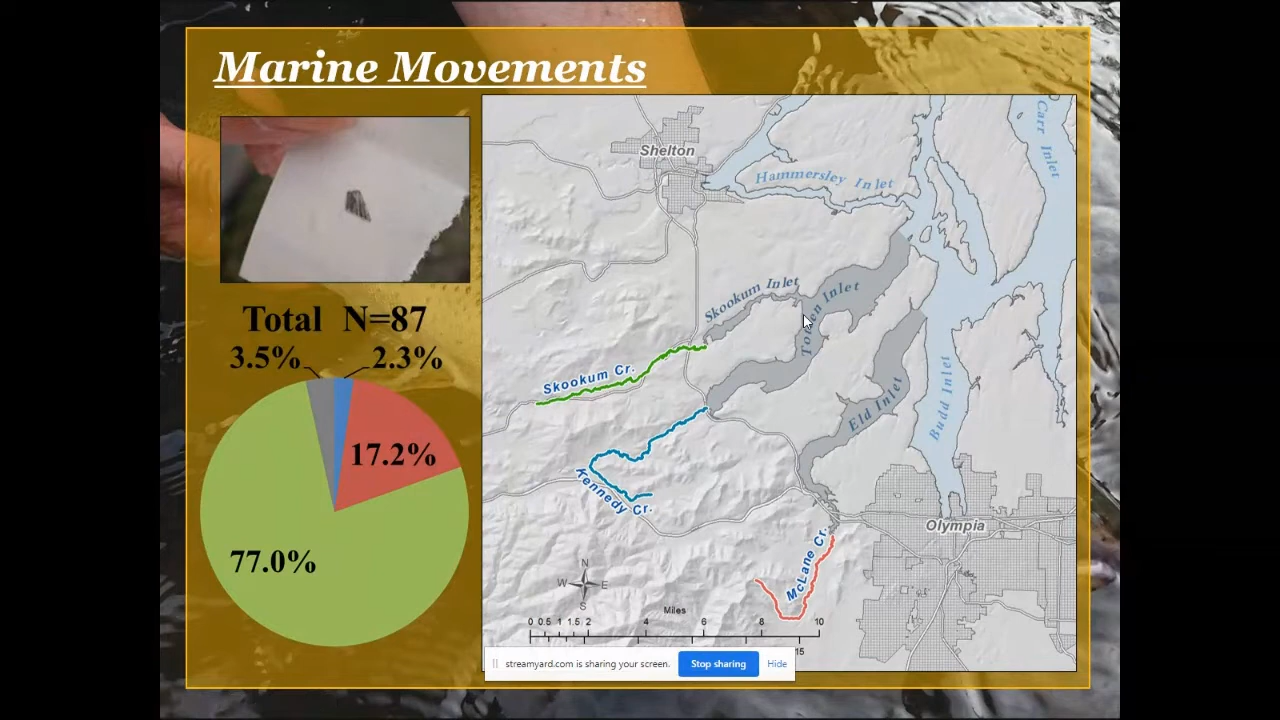 Marine Movements
Total N=87
3.5%
2.3%
17.2%
77.0%
Shelton
Hammersley Inlet
Carr Inlet
Skookum Inlet
Totten Inlet
Skookum Cr.
Eld Inlet
Budd Inlet
Kennedy Cr.
Olympia
McLane Cr.
N
W E
S
Miles
0 0.5 1 1.5 2 4 6 8 10
15
streamyard.com is sharing your screen.
Stop sharing
Hide